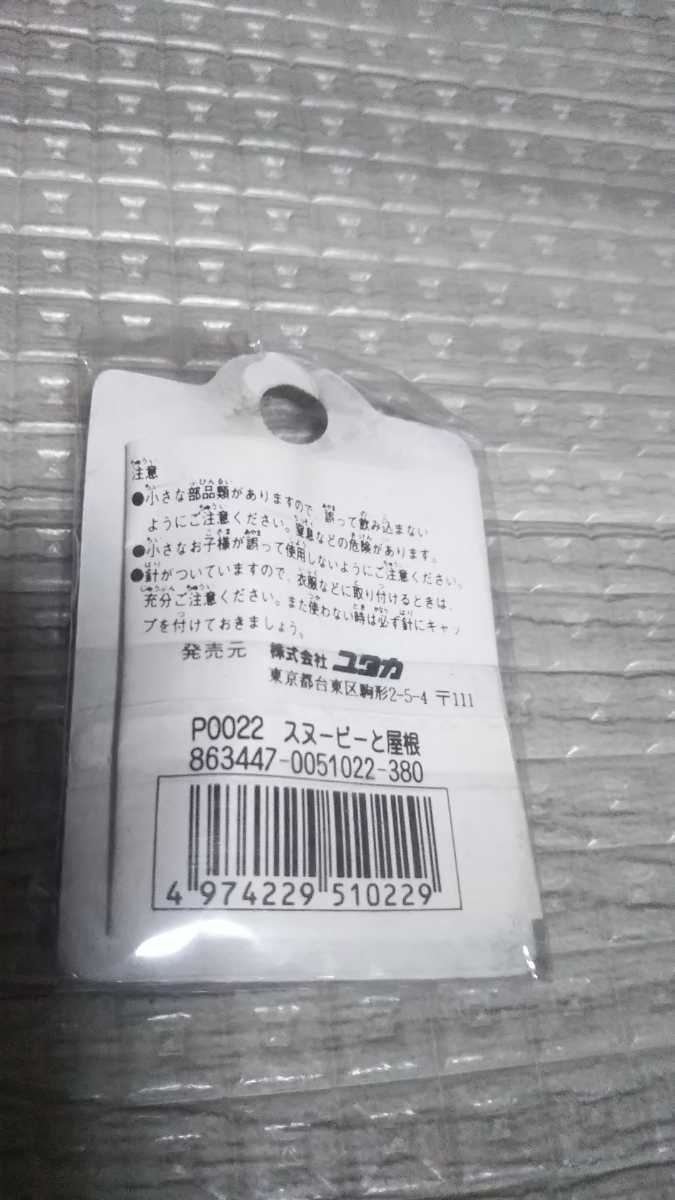 注意
●小さな部品類がありますので、誤って飲み込まない
ようにご注意ください。窒息などの危険があります。
●小さなお子様が誤って使用しないようにご注意ください。
●針がついていますので、衣服などに取り付けるときは、
充分ご注意ください。また使わない時は必ず針にキャッ
プを付けておきましょう。
発売元 株式会社 ユタカ
東京都台東区駒形2-5-4 〒111
P0022 スヌーピーと屋根
863447-0051022-380
4 974229 510229